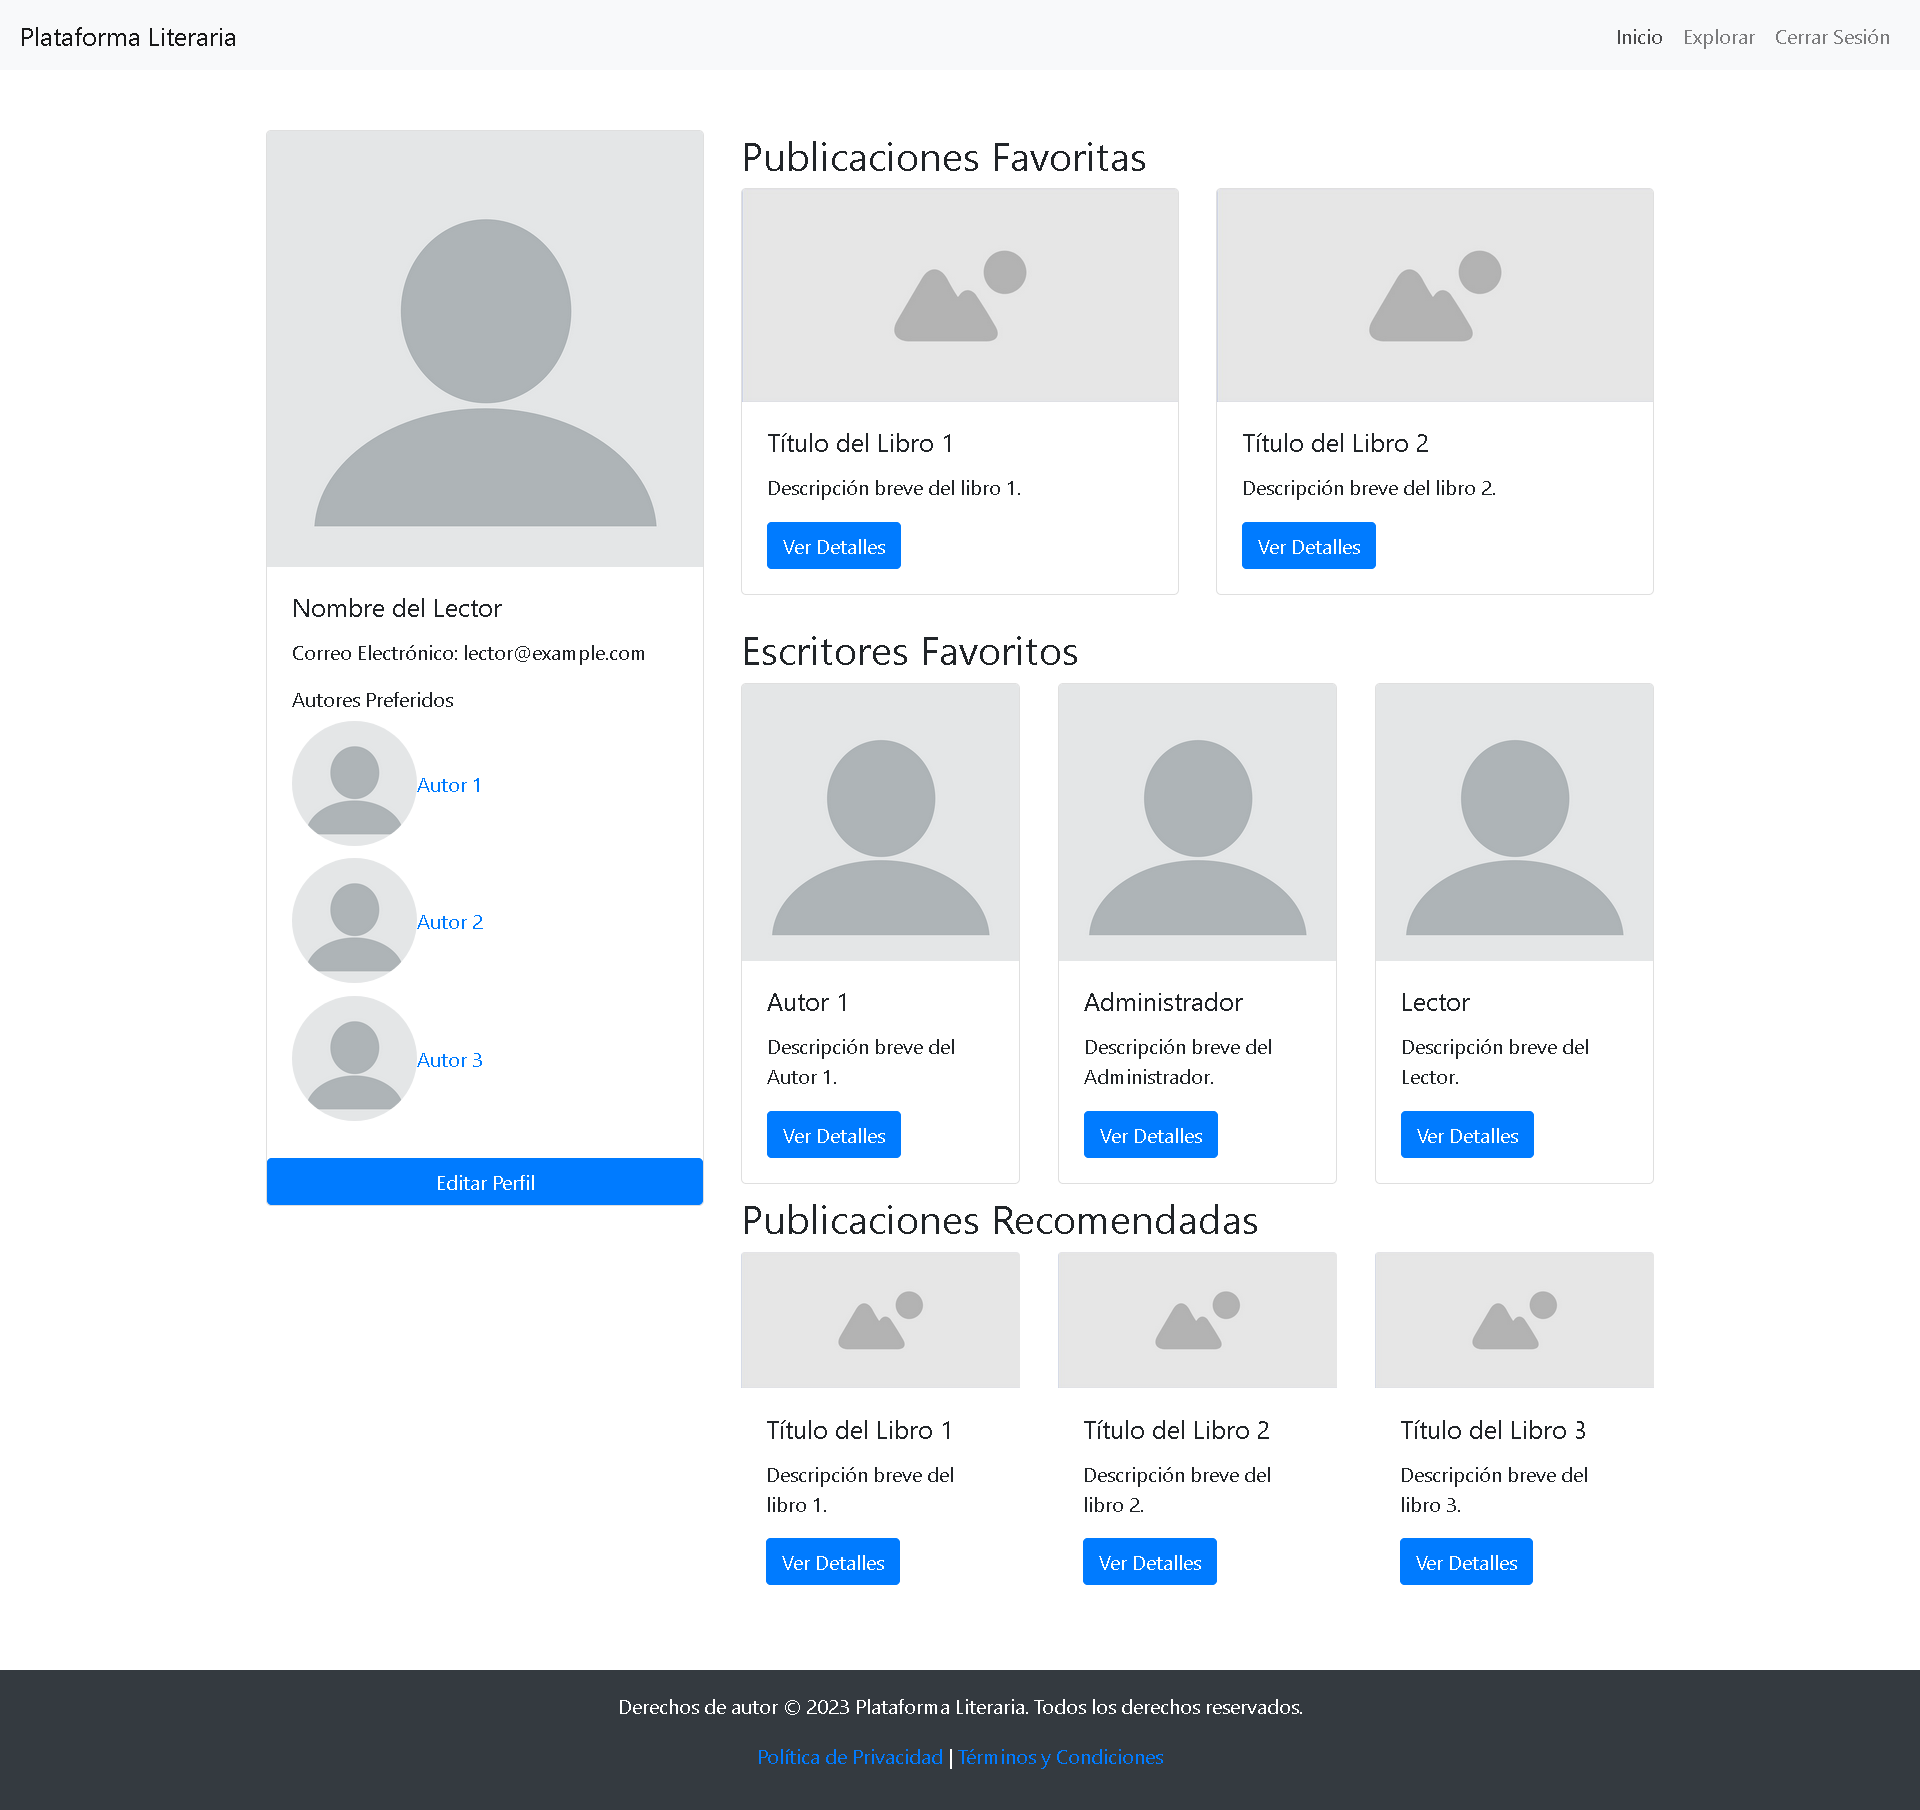 Plataforma Literaria
Inicio
Explorar
Cerrar Sesión
Nombre del Lector
Correo Electrónico: lector@example.com
Autores Preferidos
Autor 1
Autor 2
Autor 3
Editar Perfil
Publicaciones Favoritas
Título del Libro 1
Descripción breve del libro 1.
Ver Detalles
Título del Libro 2
Descripción breve del libro 2.
Ver Detalles
Escritores Favoritos
Autor 1
Descripción breve del
Autor 1.
Ver Detalles
Administrador
Descripción breve del
Administrador.
Ver Detalles
Lector
Descripción breve del
Lector.
Ver Detalles
Publicaciones Recomendadas
Título del Libro 1
Descripción breve del
libro 1.
Ver Detalles
Título del Libro 2
Descripción breve del
libro 2.
Ver Detalles
Título del Libro 3
Descripción breve del
libro 3.
Ver Detalles
Derechos de autor © 2023 Plataforma Literaria. Todos los derechos reservados.
Política de Privacidad | Términos y Condiciones